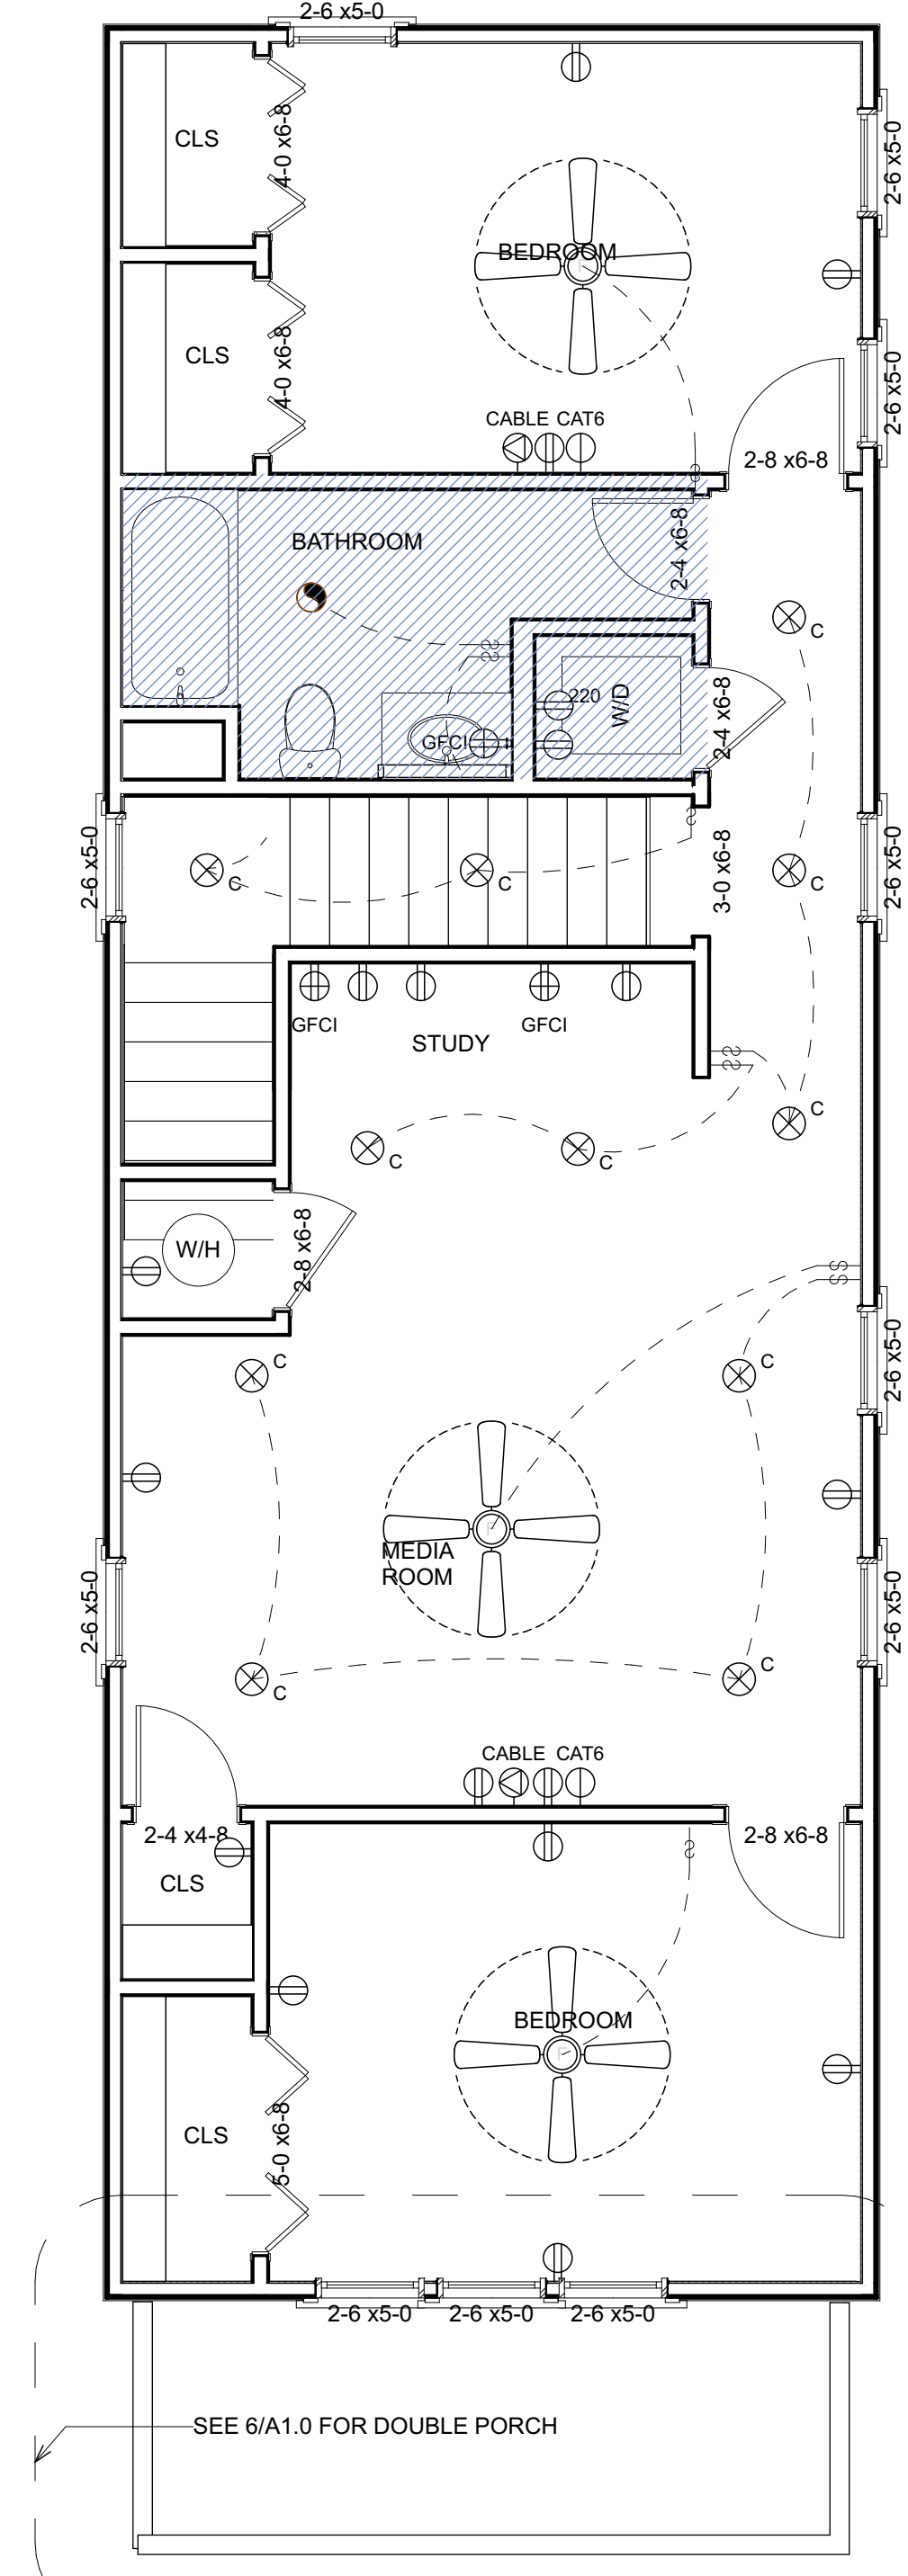 2-6 x5-0
CLS
4-0 x6-8
2-6 x5-0
BEDROOM
CLS
4-0 x6-8
2-6 x5-0
CABLE CAT6
2-8 x6-8
BATHROOM
2-4 x6-8
C
220
W/D
2-4 x6-8
GFCI
2-6 x5-0
C
C
3-0 x6-8
C
2-6 x5-0
GFCI
GFCI
STUDY
C
C
C
W/H
2-8 x6-8
C
C
2-6 x5-0
MEDIA
ROOM
2-6 x5-0
2-6 x5-0
C
C
CABLE CAT6
2-4 x4-8
2-8 x6-8
CLS
BEDROOM
CLS
5-0 x6-8
2-6 x5-0
2-6 x5-0
2-6 x5-0
SEE 6/A1.0 FOR DOUBLE PORCH